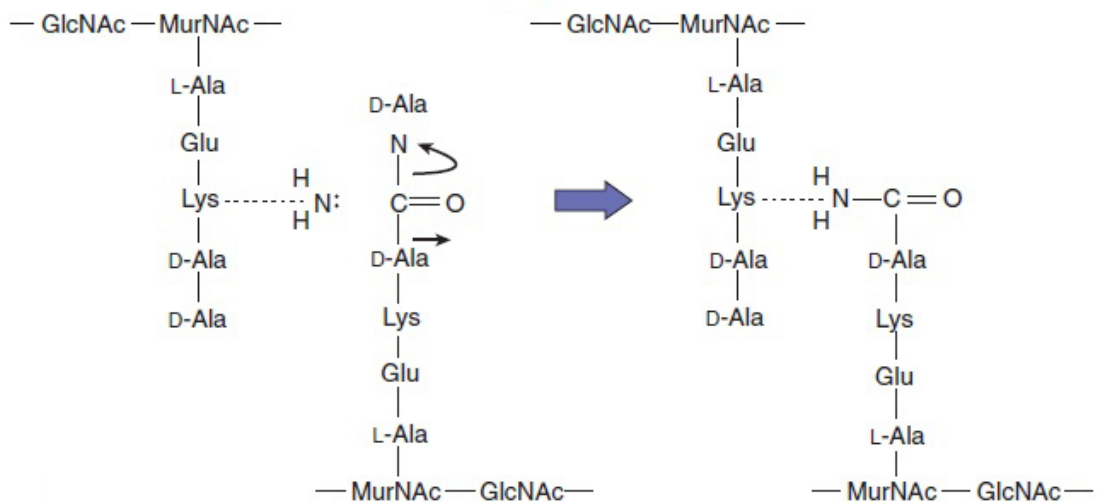 — GlcNAc — MurNAc —
L-Ala
Glu
Lys
D-Ala
D-Ala
H
H
N:
D-Ala
N
C=O
D-Ala
Lys
Glu
L-Ala
— MurNAc — GlcNAc —
— GlcNAc — MurNAc —
L-Ala
Glu
Lys
D-Ala
D-Ala
H
H
N — C = O
D-Ala
Lys
Glu
L-Ala
— MurNAc — GlcNAc —